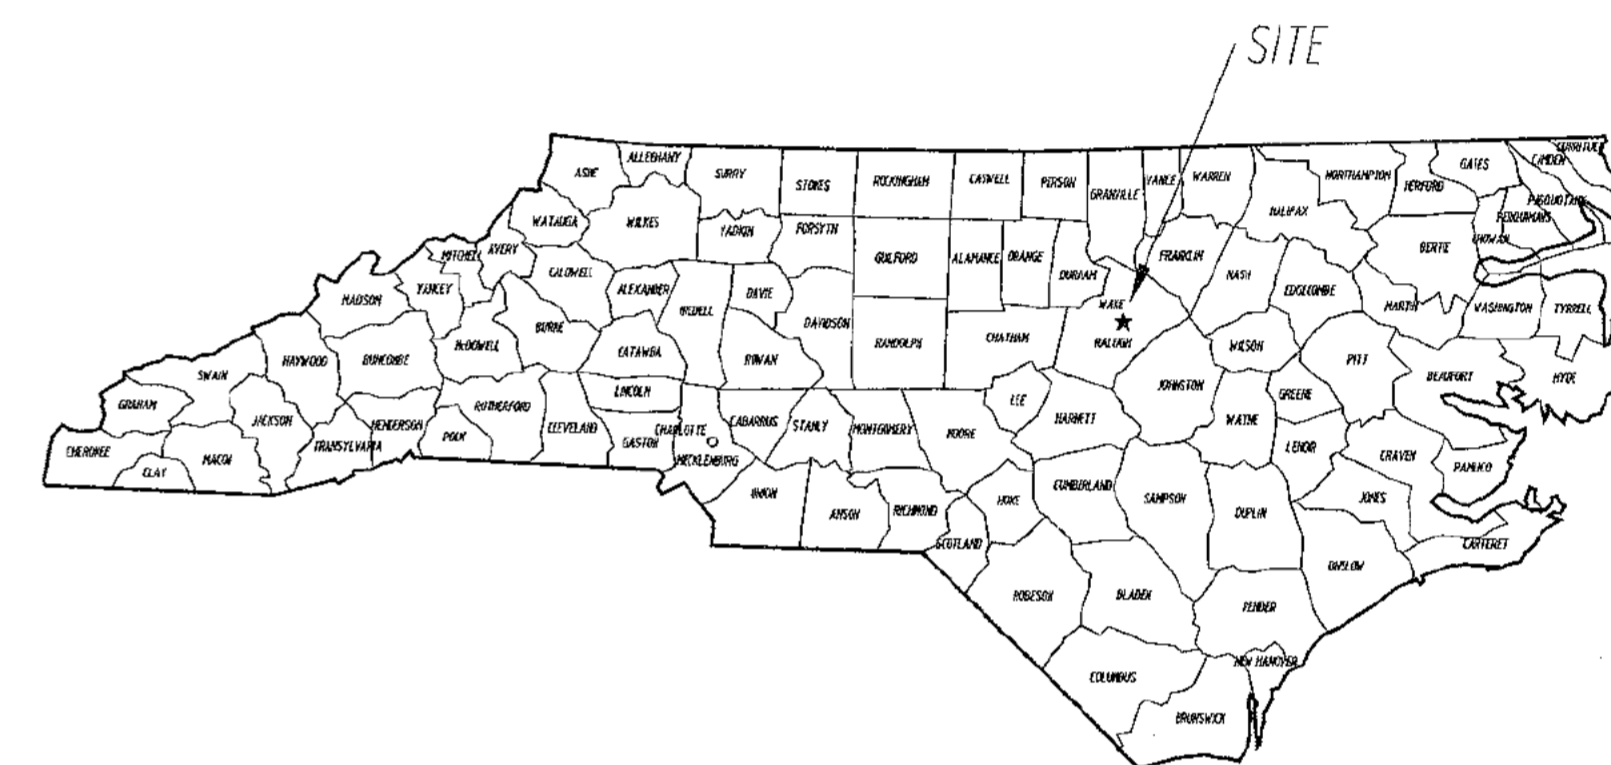 SITE
ALLEGHANY
ASHE
SURRY
STOKES
ROCKINGHAM
CASWELL
PERSON
GRANVILLE
VANCE
WARREN
NORTHAMPTON
HERFORD
GATES
CAMDEN
CURRITUCK
PASQUOTANK
PERQUIMANS
CHOWAN
WATAUGA
WILKES
YADKIN
FORSYTH
HALIFAX
BERTIE
MITCHELL
AVERY
CALDWELL
ALEXANDER
IREDELL
DAVIE
GUILFORD
ALAMANCE
ORANGE
DURHAM
FRANKLIN
NASH
EDGECOMBE
MARTIN
WASHINGTON
TYRRELL
MADISON
YANCEY
McDOWELL
BURKE
CATAWBA
ROWAN
DAVIDSON
RANDOLPH
CHATHAM
WAKE
RALEIGH
WILSON
PITT
BEAUFORT
HYDE
SWAIN
HAYWOOD
BUNCOMBE
GRAHAM
JACKSON
RUTHERFORD
LINCOLN
LEE
JOHNSTON
GREENE
HENDERSON
TRANSYLVANIA
POLK
CLEVELAND
GASTON
CHARLOTTE
MECKLENBURG
CABARRUS
STANLY
MONTGOMERY
MOORE
HARNETT
WAYNE
LENOIR
CRAVEN
PAMLICO
CHEROKEE
CLAY
MACON
UNION
ANSON
RICHMOND
HOKE
CUMBERLAND
SAMPSON
DUPLIN
JONES
SCOTLAND
CARTERET
ONSLOW
ROBESON
BLADEN
PENDER
NEW HANOVER
COLUMBUS
BRUNSWICK